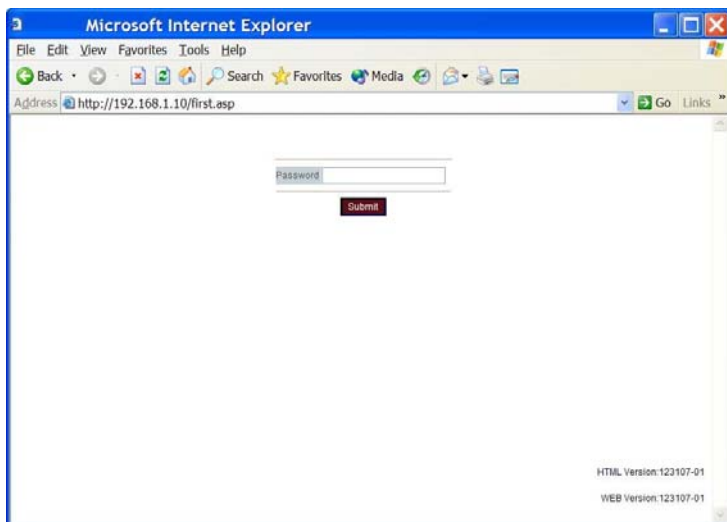 Microsoft Internet Explorer
File Edit View Favorites Tools Help
Back Search Favorites Media
Address http://192.168.1.10/first.asp Go Links »
Password
Submit
HTML Version:123107-01
WEB Version:123107-01